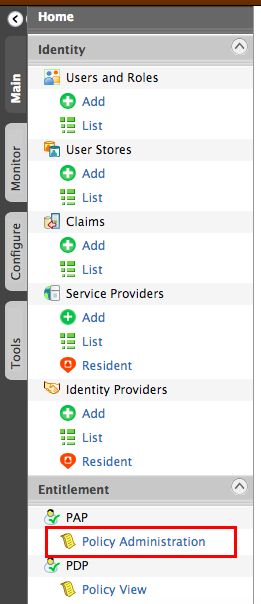 Home
Main
Monitor
Configure
Tools
Identity
Users and Roles
Add
List
User Stores
Add
List
Claims
Add
List
Service Providers
Add
List
Resident
Identity Providers
Add
List
Resident
Entitlement
PAP
Policy Administration
PDP
Policy View